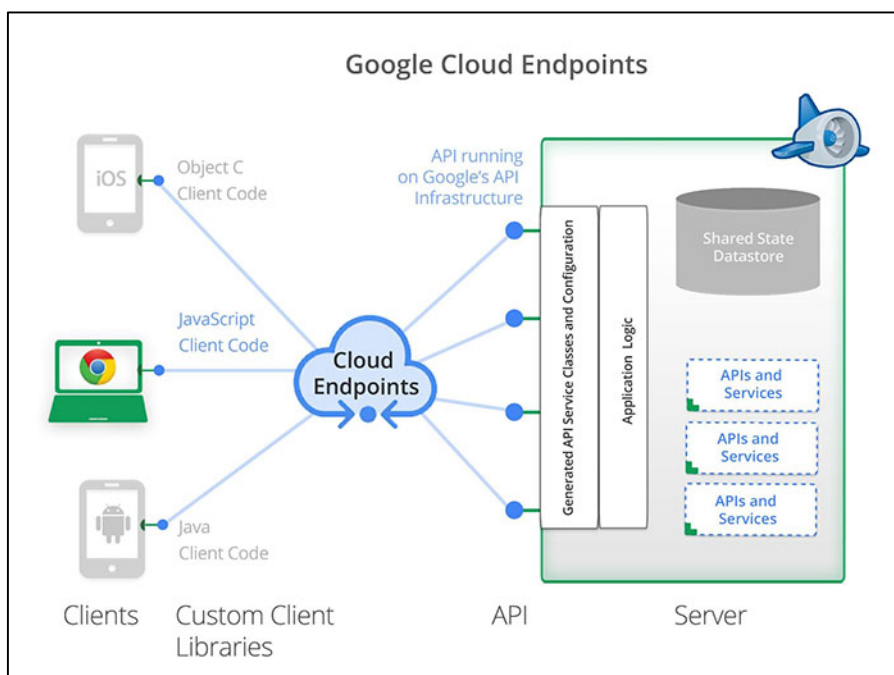 Google Cloud Endpoints
iOS
Object C
Client Code
JavaScript
Client Code
Java
Client Code
Cloud
Endpoints
API running
on Google's API
Infrastructure
Generated API Service Classes and Configuration
Application Logic
Shared State
Datastore
APIs and
Services
APIs and
Services
APIs and
Services
Clients
Custom Client
Libraries
API
Server